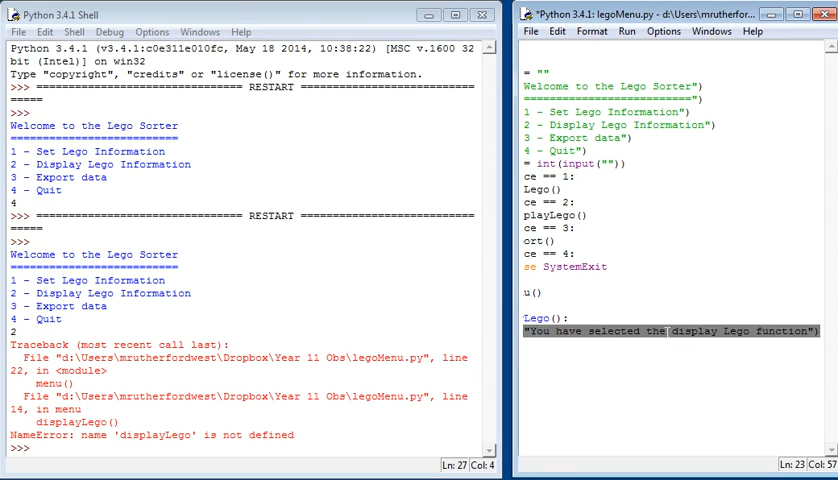 Python 3.4.1 Shell
File Edit Shell Debug Options Windows Help
Python 3.4.1 (v3.4.1:c0e311e010fc, May 18 2014, 10:38:22) [MSC v.1600 32
bit (Intel)] on win32
Type "copyright", "credits" or "license()" for more information.
>>> ================================ RESTART ===========================
=====
>>>
Welcome to the Lego Sorter
============================
1 - Set Lego Information
2 - Display Lego Information
3 - Export data
4 - Quit
4
>>> ================================ RESTART ===========================
=====
>>>
Welcome to the Lego Sorter
============================
1 - Set Lego Information
2 - Display Lego Information
3 - Export data
4 - Quit
2
Traceback (most recent call last):
File "d:\Users\mrutherfordwest\Dropbox\Year 11 Obs\legoMenu.py", line
22, in <module>
menu()
File "d:\Users\mrutherfordwest\Dropbox\Year 11 Obs\legoMenu.py", line
14, in menu
displayLego()
NameError: name 'displayLego' is not defined
>>>
Ln: 27 Col: 4
*Python 3.4.1: legoMenu.py - d:\Users\mrutherfor...
File Edit Format Run Options Windows Help
= ""
Welcome to the Lego Sorter")
============================")
1 - Set Lego Information")
2 - Display Lego Information")
3 - Export data")
4 - Quit")
= int(input(""))
ce == 1:
Lego()
ce == 2:
playLego()
ce == 3:
ort()
ce == 4:
se SystemExit
u()
Lego():
"You have selected the display Lego function")
Ln: 23 Col: 57